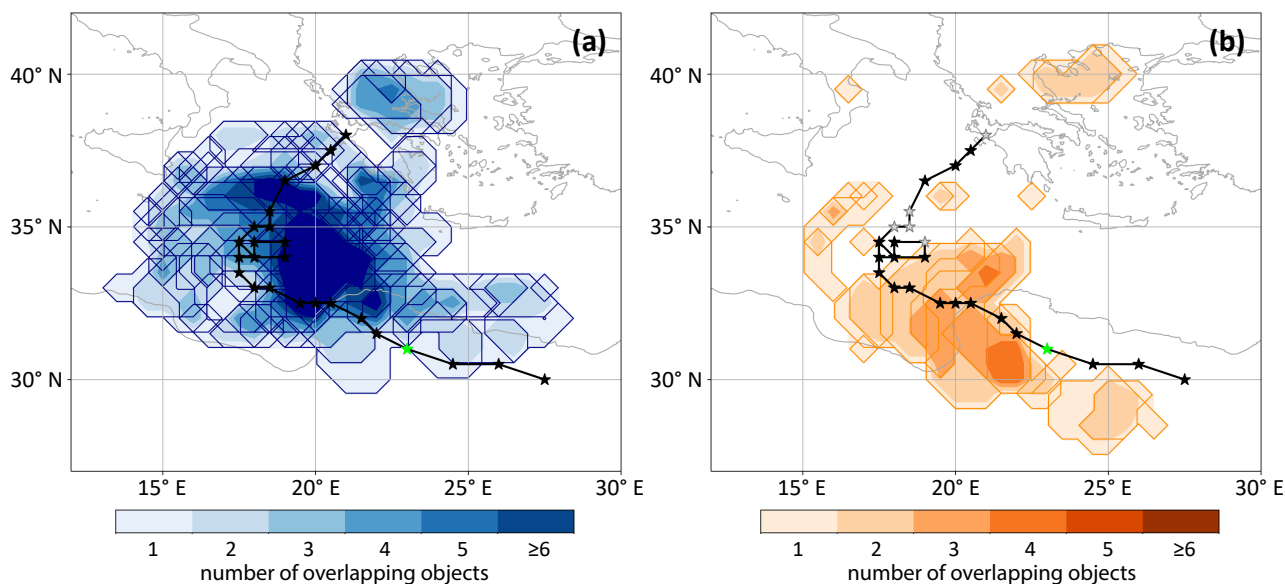 (a)
40° N
35° N
30° N
15° E
20° E
25° E
30° E
1 2 3 4 5 ≥6
number of overlapping objects
(b)
40° N
35° N
30° N
15° E
20° E
25° E
30° E
1 2 3 4 5 ≥6
number of overlapping objects